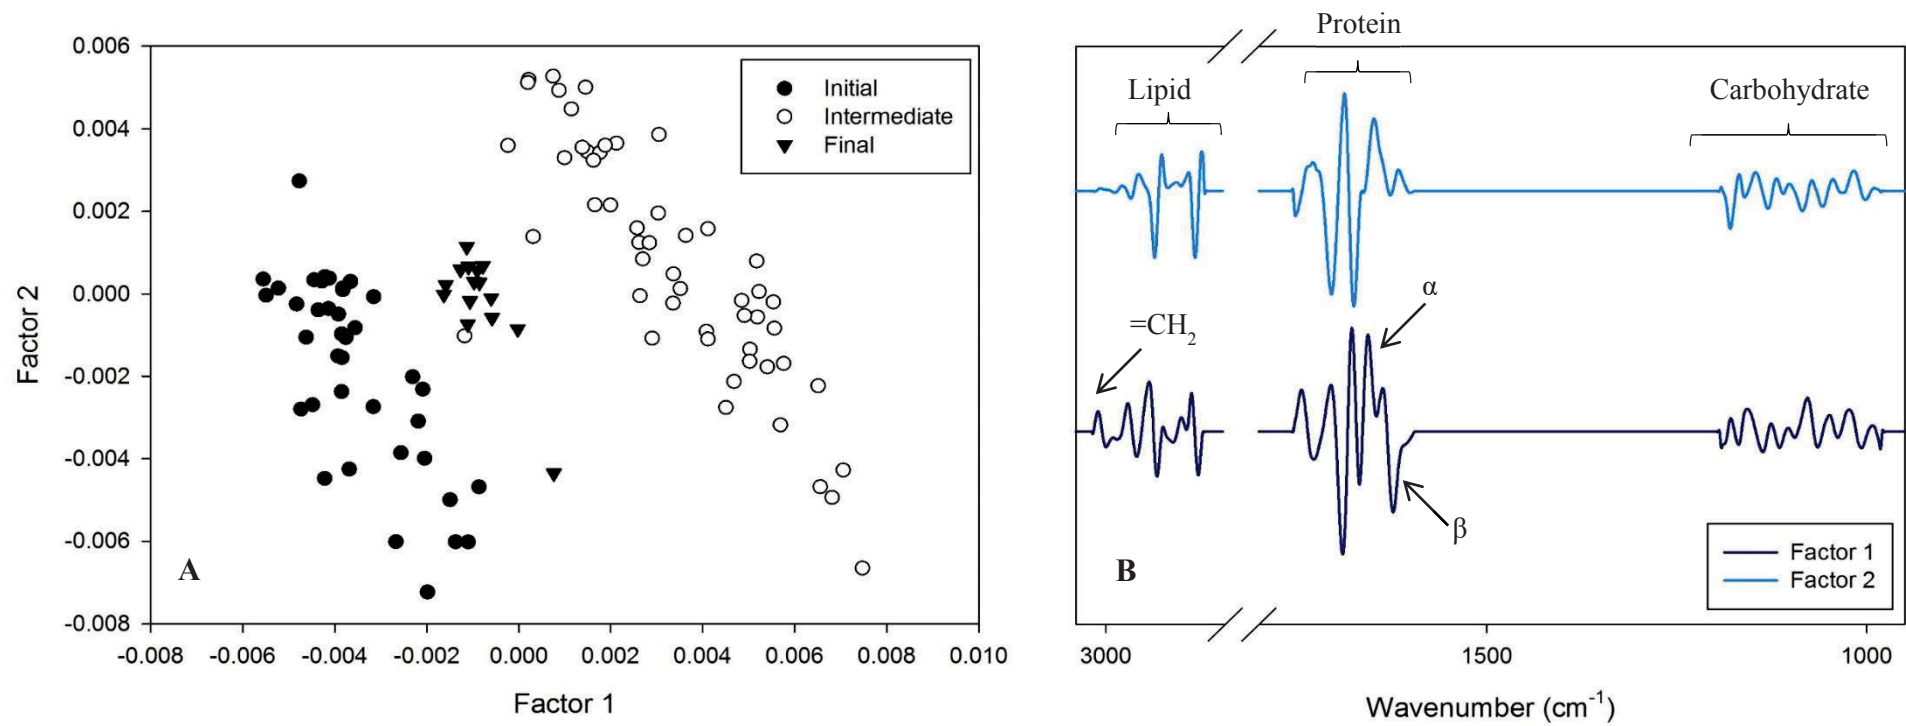 0.006
0.004
0.002
0.000
-0.002
-0.004
-0.006
-0.008
Factor 2
Initial
Intermediate
Final
A
-0.008 -0.006 -0.004 -0.002 0.000 0.002 0.004 0.006 0.008 0.010
Factor 1
Protein
Lipid
Carbohydrate
α
=CH2
β
B
Factor 1
Factor 2
3000 1500 1000
Wavenumber (cm-1)